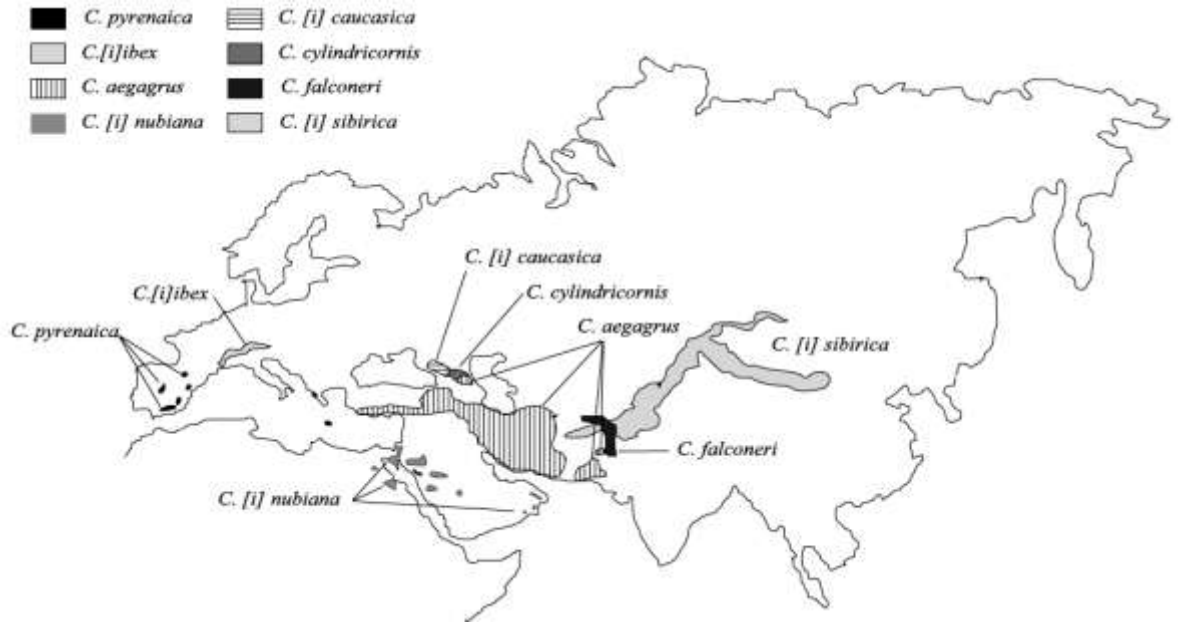 C. pyrenaica
C. [i] caucasica
C.[i]ibex
C. cylindricornis
C. aegagrus
C. falconeri
C. [i] nubiana
C. [i] sibirica
C. [i] caucasica
C.[i]ibex
C. cylindricornis
C. pyrenaica
C. aegagrus
C. [i] sibirica
C. falconeri
C. [i] nubiana